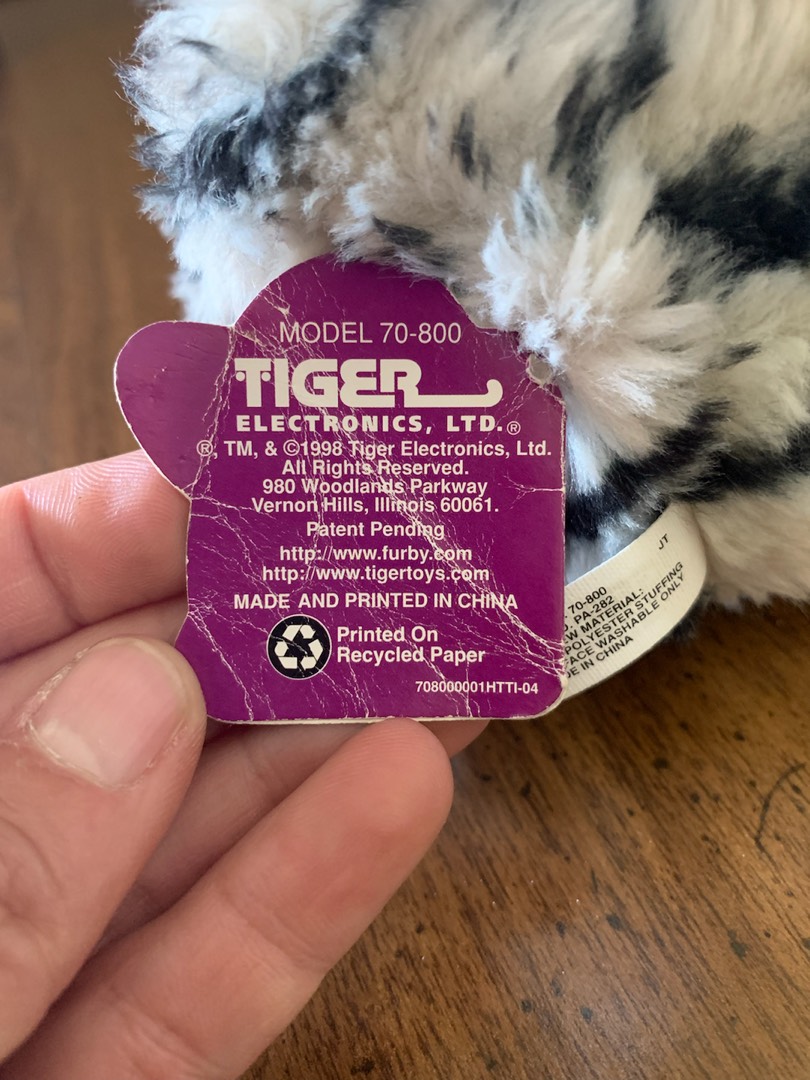 MODEL 70-800
TIGER
ELECTRONICS, LTD.®
®, TM, & ©1998 Tiger Electronics, Ltd.
All Rights Reserved.
980 Woodlands Parkway
Vernon Hills, Illinois 60061.
Patent Pending
http://www.furby.com
http://www.tigertoys.com
MADE AND PRINTED IN CHINA
Printed On
Recycled Paper
708000001HTTI-04
JT
70-800
PA-282
MATERIAL:
POLYESTER STUFFING
WASHABLE ONLY
IN CHINA